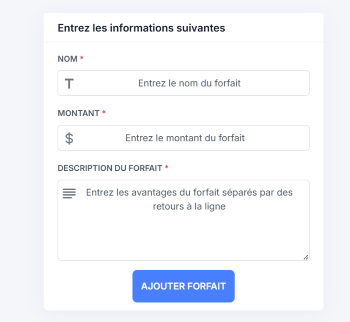 Entrez les informations suivantes
NOM *
Entrez le nom du forfait
MONTANT *
$ Entrez le montant du forfait
DESCRIPTION DU FORFAIT *
Entrez les avantages du forfait séparés par des
retours à la ligne
AJOUTER FORFAIT